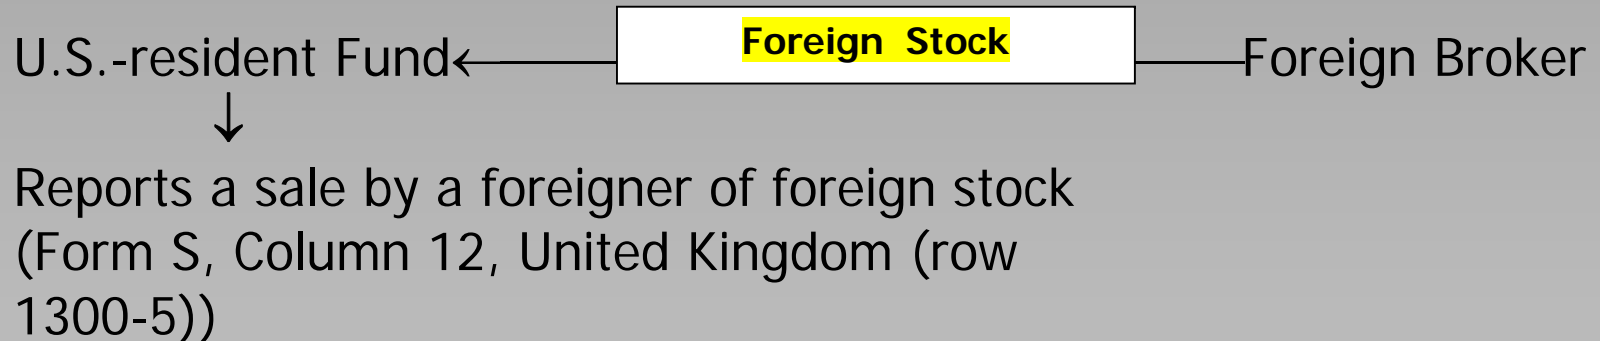 U.S.-resident Fund← Foreign Stock Foreign Broker
↓
Reports a sale by a foreigner of foreign stock
(Form S, Column 12, United Kingdom (row
1300-5))